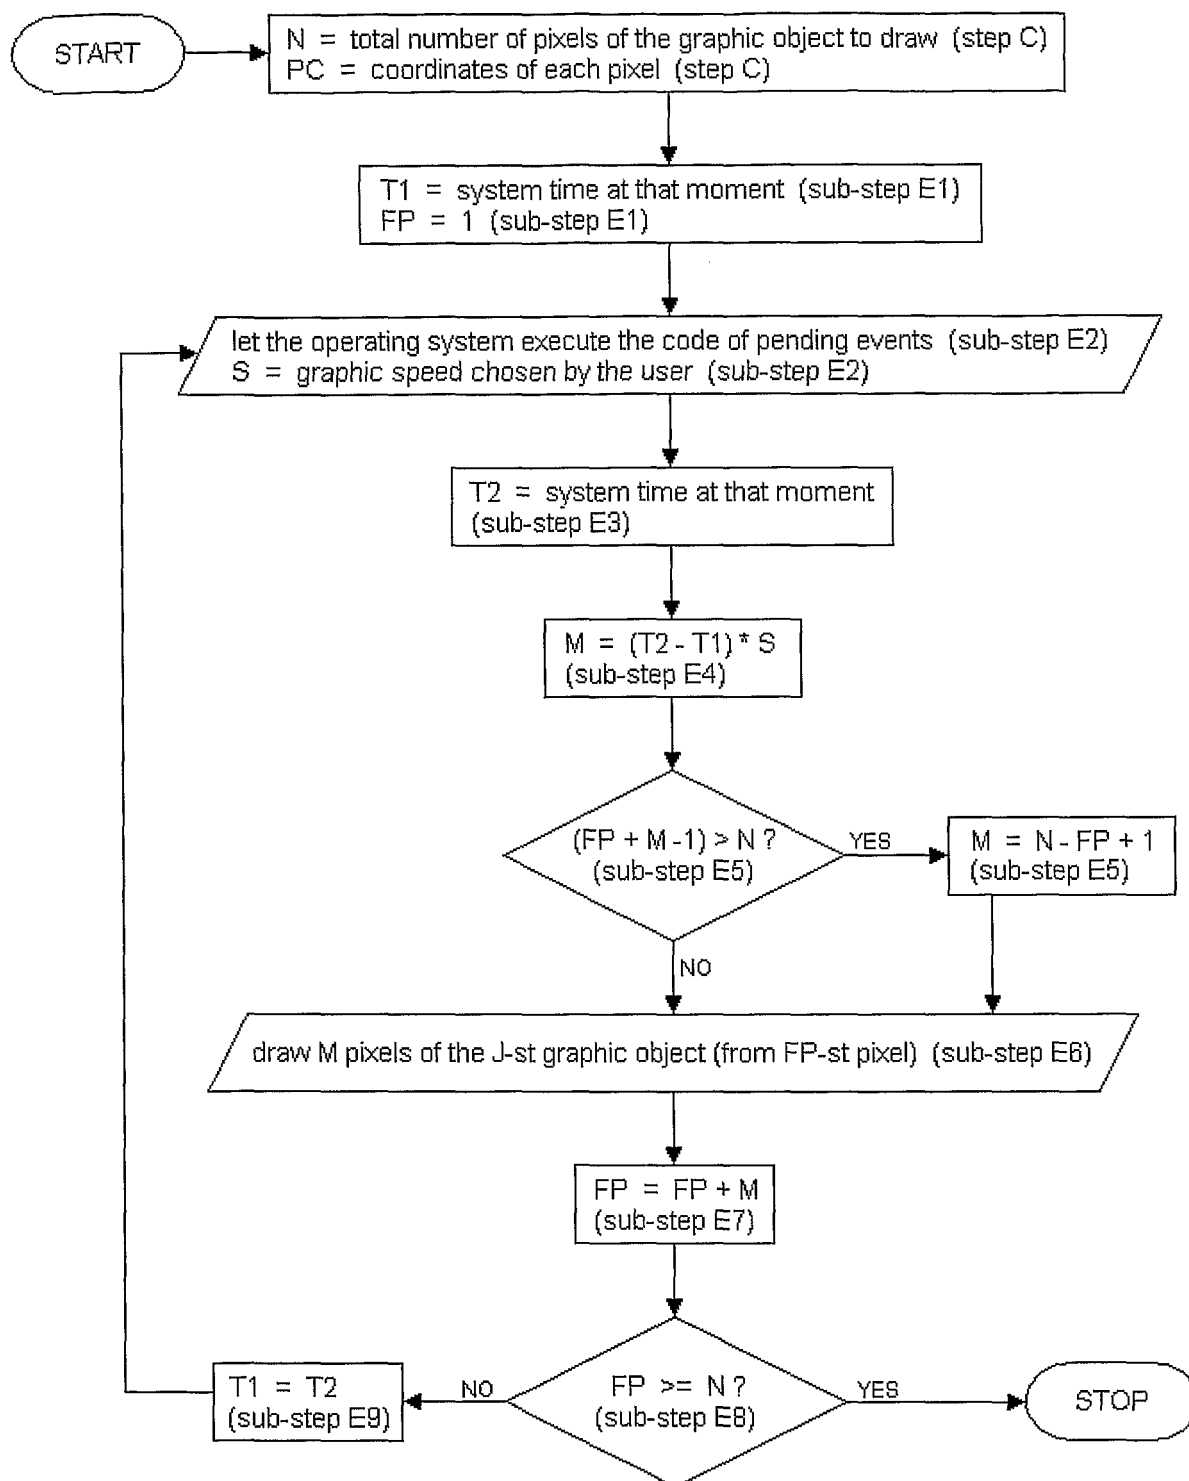 START
N = total number of pixels of the graphic object to draw (step C)
PC = coordinates of each pixel (step C)
T1 = system time at that moment (sub-step E1)
FP = 1 (sub-step E1)
let the operating system execute the code of pending events (sub-step E2)
S = graphic speed chosen by the user (sub-step E2)
T2 = system time at that moment
(sub-step E3)
M = (T2 - T1) * S
(sub-step E4)
(FP + M -1) > N ?
(sub-step E5)
YES
M = N - FP + 1
(sub-step E5)
NO
draw M pixels of the J-st graphic object (from FP-st pixel) (sub-step E6)
FP = FP + M
(sub-step E7)
T1 = T2
(sub-step E9)
NO
FP >= N ?
(sub-step E8)
YES
STOP